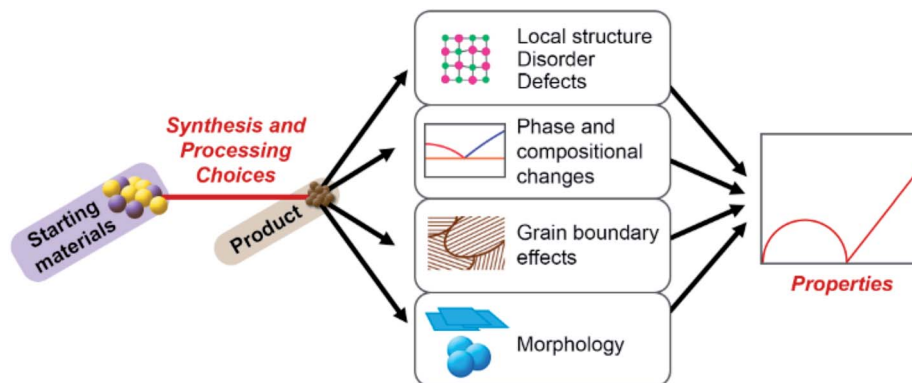 Starting
materials
Synthesis and
Processing
Choices
Product
Local structure
Disorder
Defects
Phase and
compositional
changes
Grain boundary
effects
Morphology
Properties